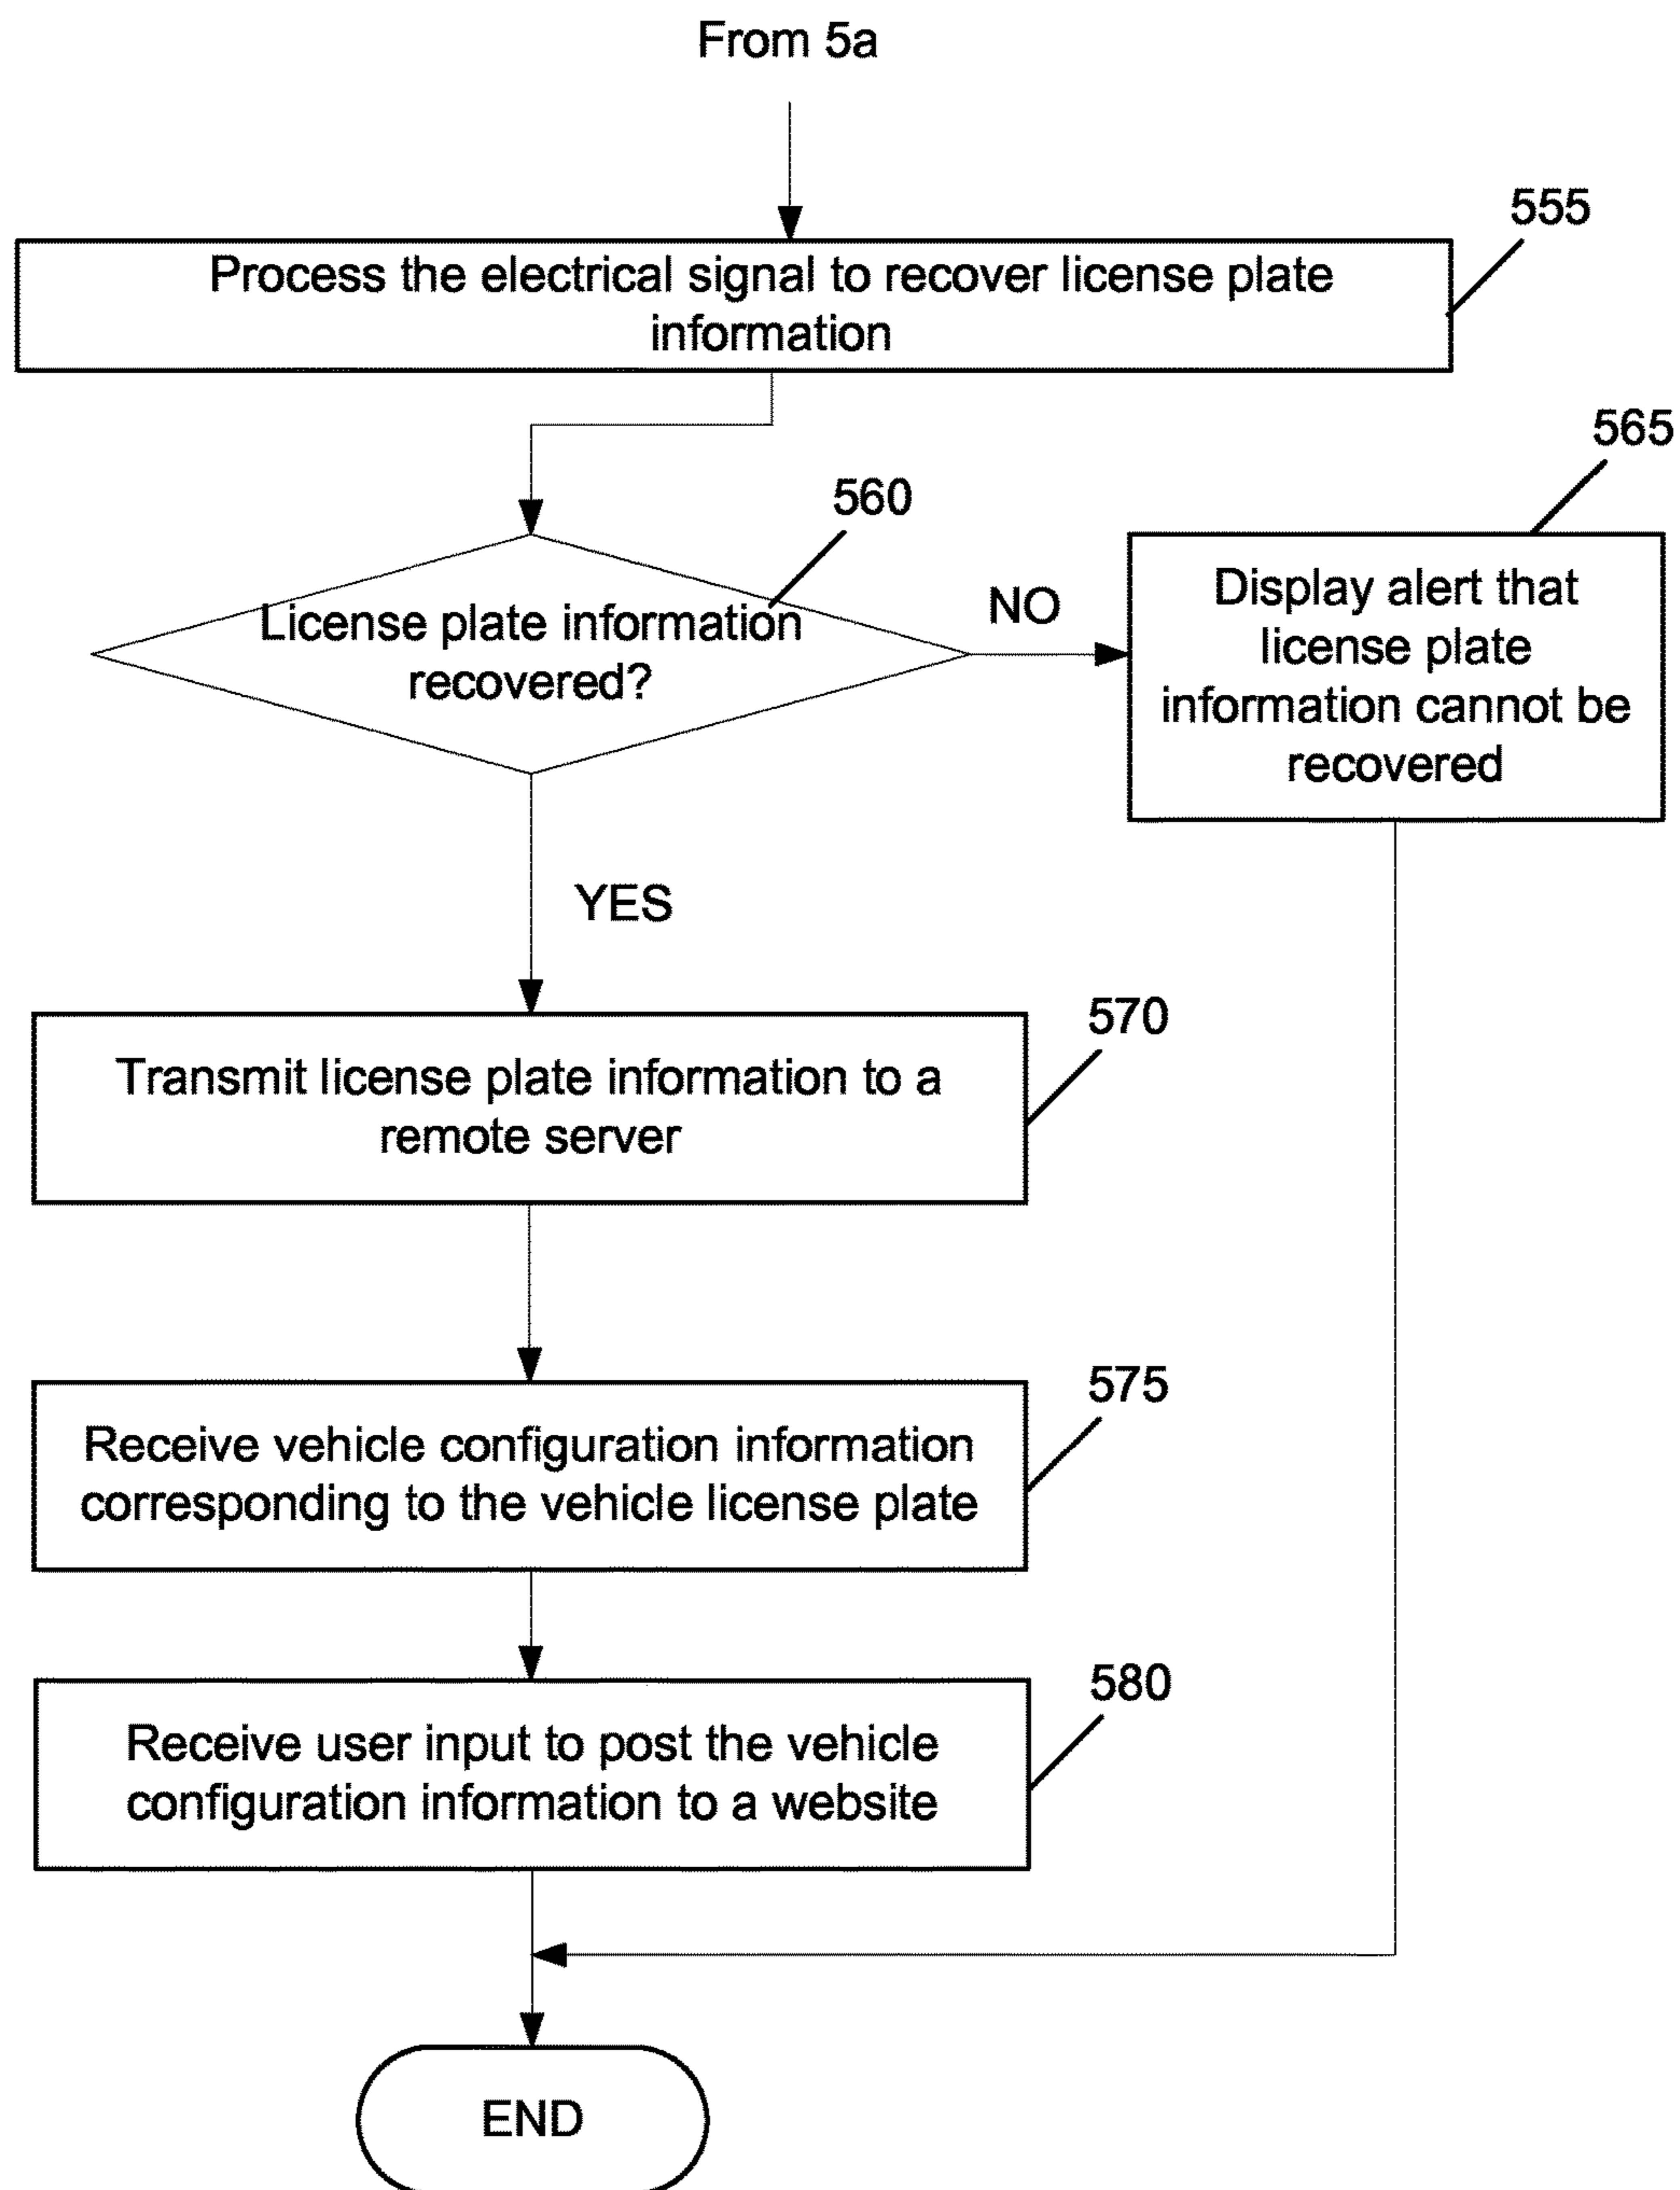 From 5a
555
Process the electrical signal to recover license plate
information
565
560
License plate information
recovered?
NO
Display alert that
license plate
information cannot be
recovered
YES
570
Transmit license plate information to a
remote server
575
Receive vehicle configuration information
corresponding to the vehicle license plate
580
Receive user input to post the vehicle
configuration information to a website
END